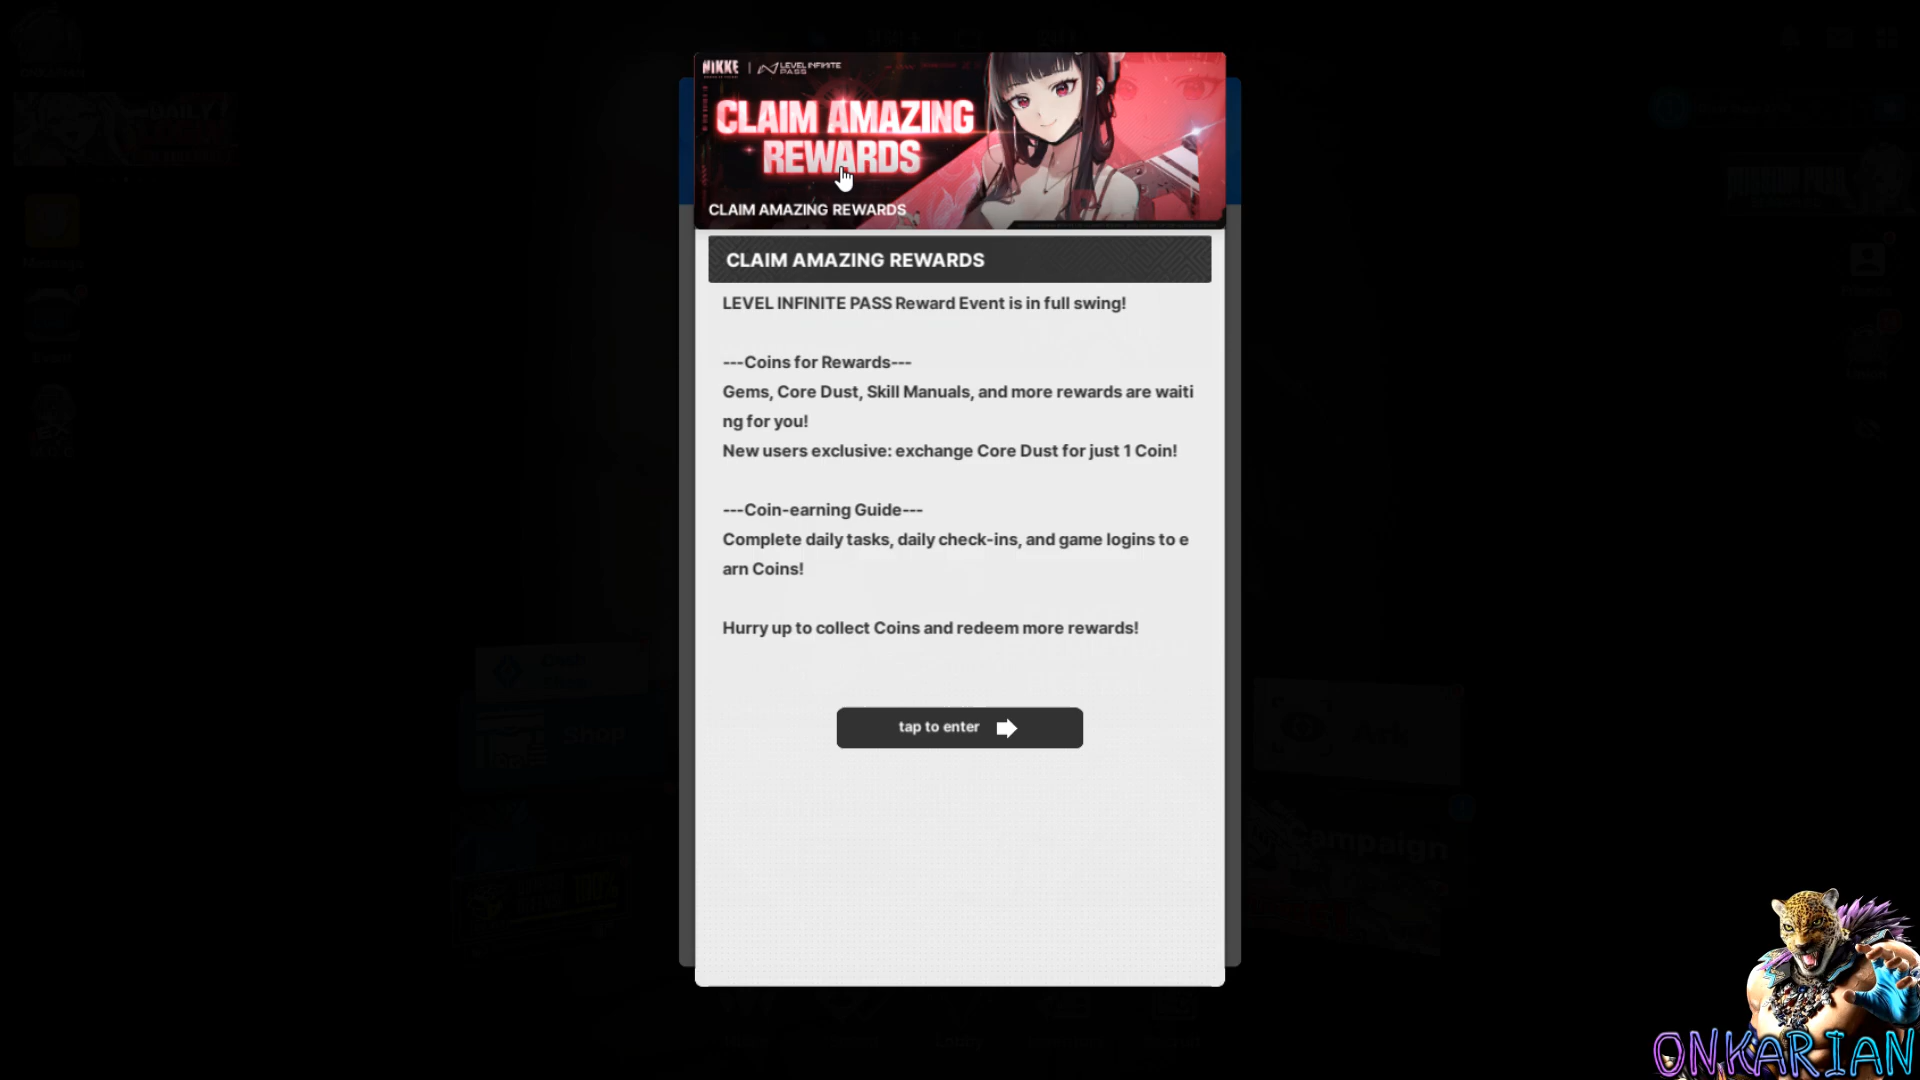 NIKKE | LEVEL INFINITE PASS
CLAIM AMAZING
REWARDS
CLAIM AMAZING REWARDS
CLAIM AMAZING REWARDS
LEVEL INFINITE PASS Reward Event is in full swing!
---Coins for Rewards---
Gems, Core Dust, Skill Manuals, and more rewards are waiti
ng for you!
New users exclusive: exchange Core Dust for just 1 Coin!
---Coin-earning Guide---
Complete daily tasks, daily check-ins, and game logins to e
arn Coins!
Hurry up to collect Coins and redeem more rewards!
Shop
tap to enter
Ark
Campaign
Lobby
ONKARIAN